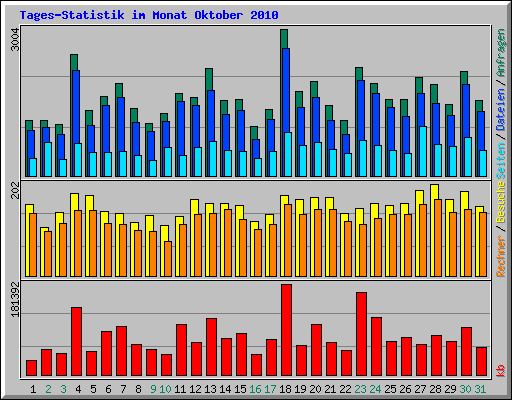 Tages-Statistik im Monat Oktober 2010
3004
202
181392
Rechner / Besuche Seiten / Dateien / Anfragen
kb
1 2 3 4 5 6 7 8 9 10 11 12 13 14 15 16 17 18 19 20 21 22 23 24 25 26 27 28 29 30 31